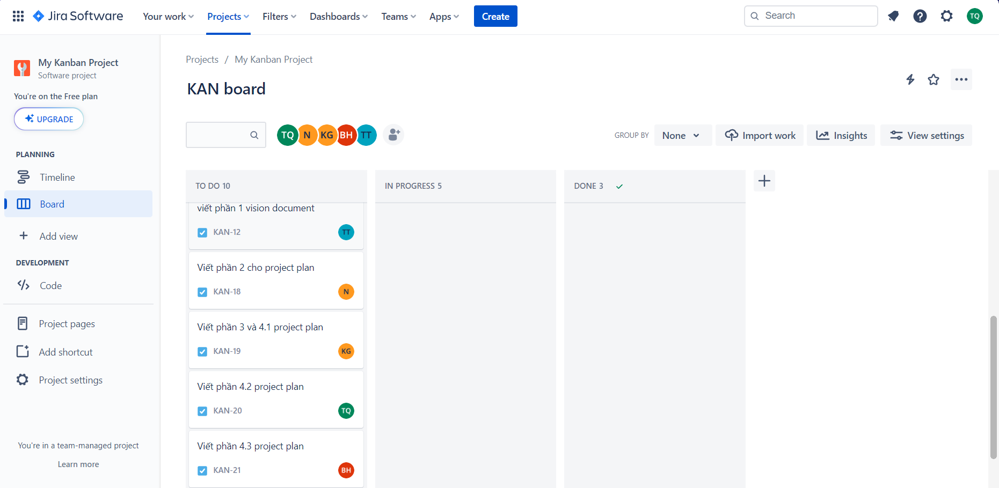 Jira Software
Your work
Projects
Filters
Dashboards
Teams
Apps
Create
Search
TQ
My Kanban Project
Software project
You're on the Free plan
UPGRADE
PLANNING
Timeline
Board
Add view
DEVELOPMENT
Code
Project pages
Add shortcut
Project settings
You're in a team-managed project
Learn more
Projects / My Kanban Project
KAN board
TQ N KG BH TT
GROUP BY None
Import work
Insights
View settings
TO DO 10
viết phần 1 vision document
KAN-12 TT
Viết phần 2 cho project plan
KAN-18 N
Viết phần 3 và 4.1 project plan
KAN-19 KG
Viết phần 4.2 project plan
KAN-20 TQ
Viết phần 4.3 project plan
KAN-21 BH
IN PROGRESS 5
DONE 3